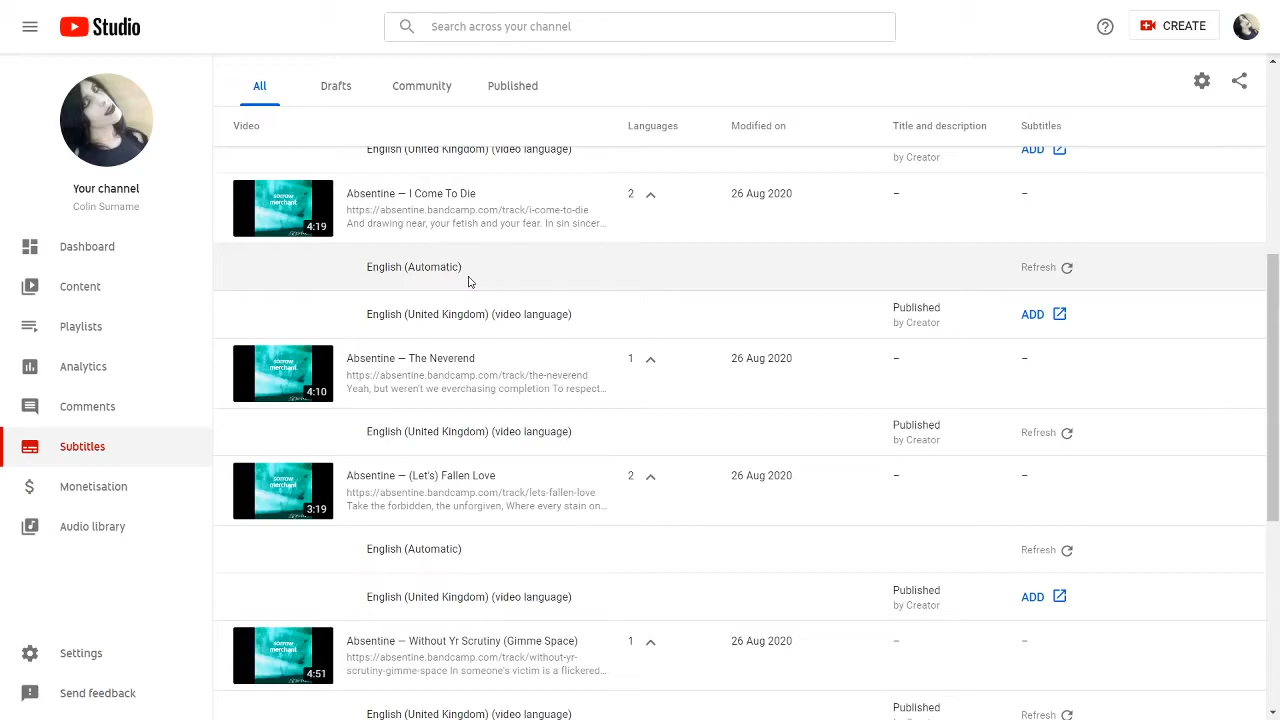 Studio
Search across your channel
CREATE
Your channel
Colin Surname
Dashboard
Content
Playlists
Analytics
Comments
Subtitles
Monetisation
Audio library
Settings
Send feedback
All Drafts Community Published
Video Languages Modified on Title and description Subtitles
English (United Kingdom) (video language) by Creator ADD
sorrow
merchant
4:19
Absentine — I Come To Die 2 26 Aug 2020 – –
https://absentine.bandcamp.com/track/i-come-to-die
And drawing near, your fetish and your fear. In sin sincer...
English (Automatic) Refresh
English (United Kingdom) (video language) Published ADD
by Creator
sorrow
merchant
4:10
Absentine — The Neverend 1 26 Aug 2020 – –
https://absentine.bandcamp.com/track/the-neverend
Yeah, but weren't we everchasing completion To respect...
English (United Kingdom) (video language) Published Refresh
by Creator
sorrow
merchant
3:19
Absentine — (Let's) Fallen Love 2 26 Aug 2020 – –
https://absentine.bandcamp.com/track/lets-fallen-love
Take the forbidden, the unforgiven, Where every stain on...
English (Automatic) Refresh
English (United Kingdom) (video language) Published ADD
by Creator
sorrow
merchant
4:51
Absentine — Without Yr Scrutiny (Gimme Space) 1 26 Aug 2020 – –
https://absentine.bandcamp.com/track/without-yr-
scrutiny-gimme-space In someone's victim is a flickered...
English (United Kingdom) (video language) Published Refresh